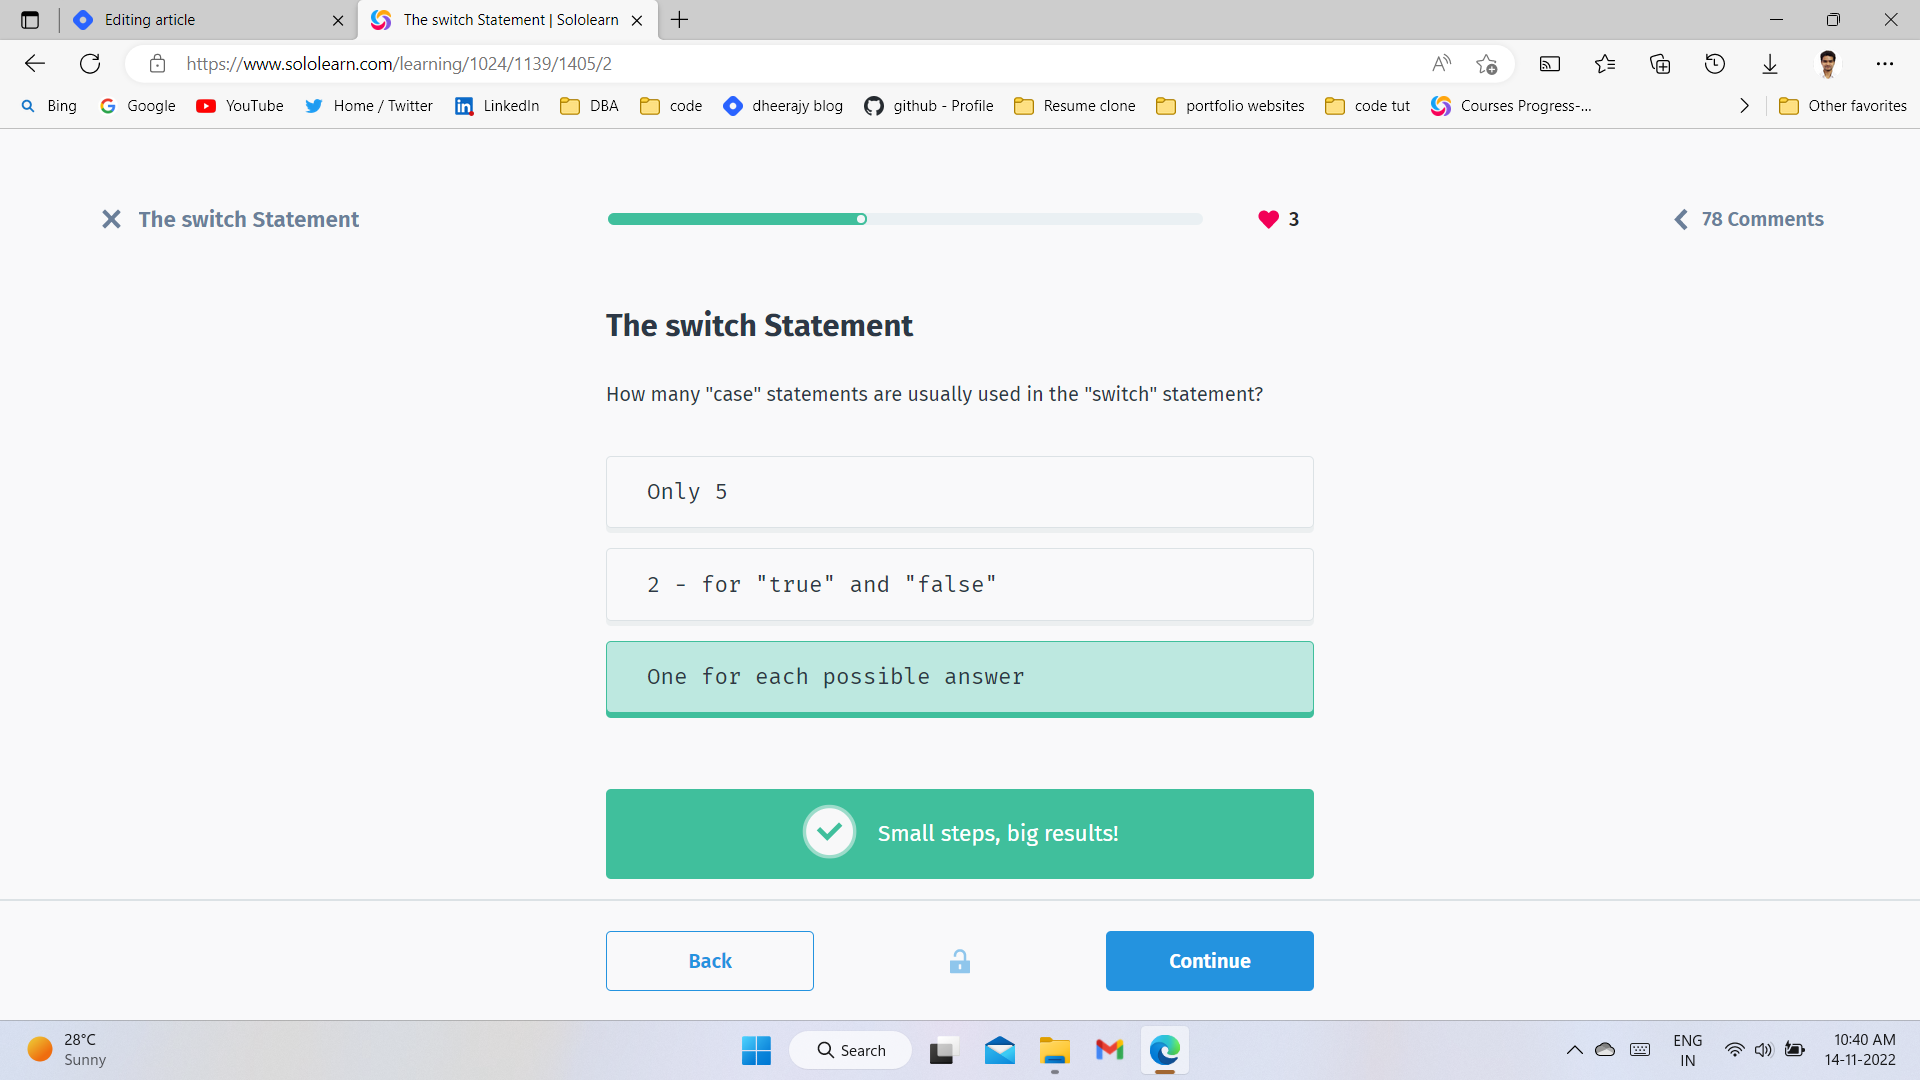 Editing article
The switch Statement | Sololearn
https://www.sololearn.com/learning/1024/1139/1405/2
Bing
Google
YouTube
Home / Twitter
LinkedIn
DBA
code
dheerajy blog
github - Profile
Resume clone
portfolio websites
code tut
Courses Progress-...
Other favorites
The switch Statement
3
78 Comments
The switch Statement
How many "case" statements are usually used in the "switch" statement?
Only 5
2 - for "true" and "false"
One for each possible answer
Small steps, big results!
Back
Continue
28°C
Sunny
Search
ENG
IN
10:40 AM
14-11-2022